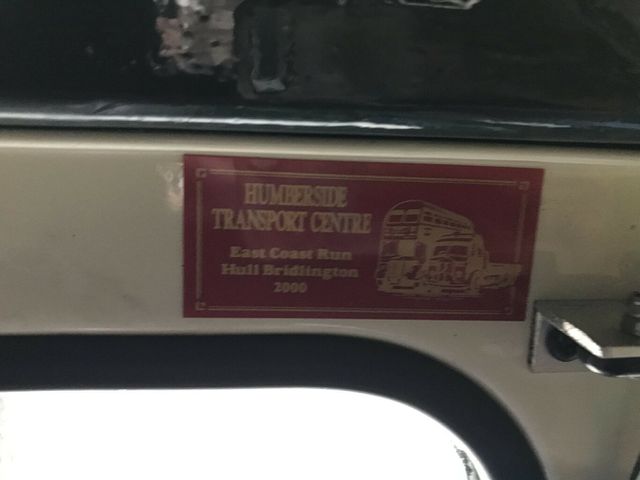 HUMBERSIDE
TRANSPORT CENTRE
East Coast Run
Hull Bridlington
2000